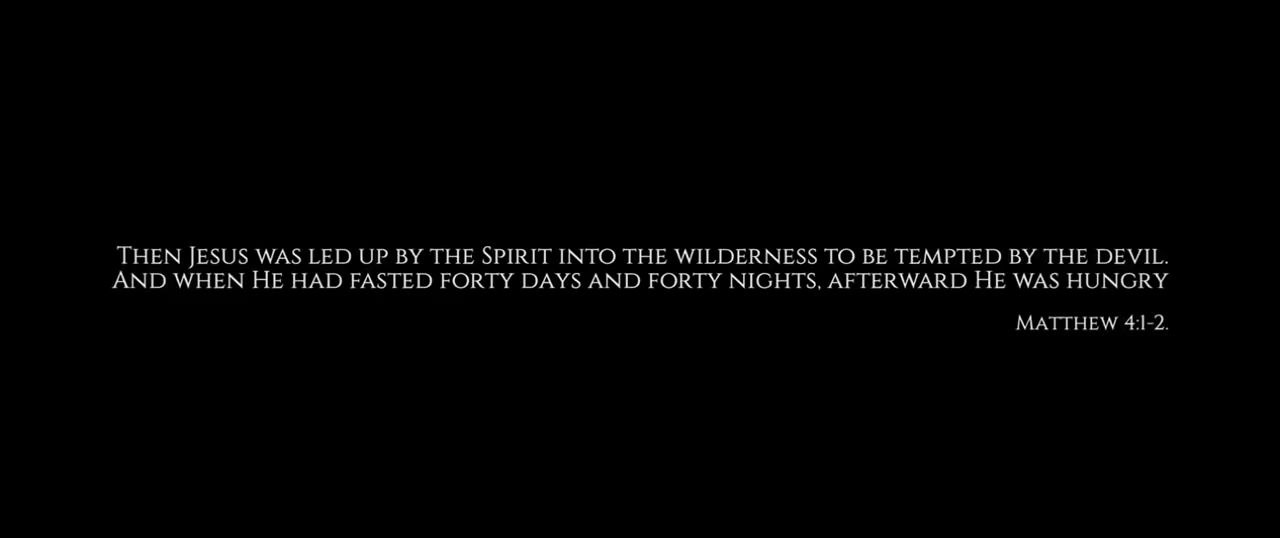 Then Jesus was led up by the Spirit into the wilderness to be tempted by the devil.
And when He had fasted forty days and forty nights, afterward He was hungry
Matthew 4:1-2.